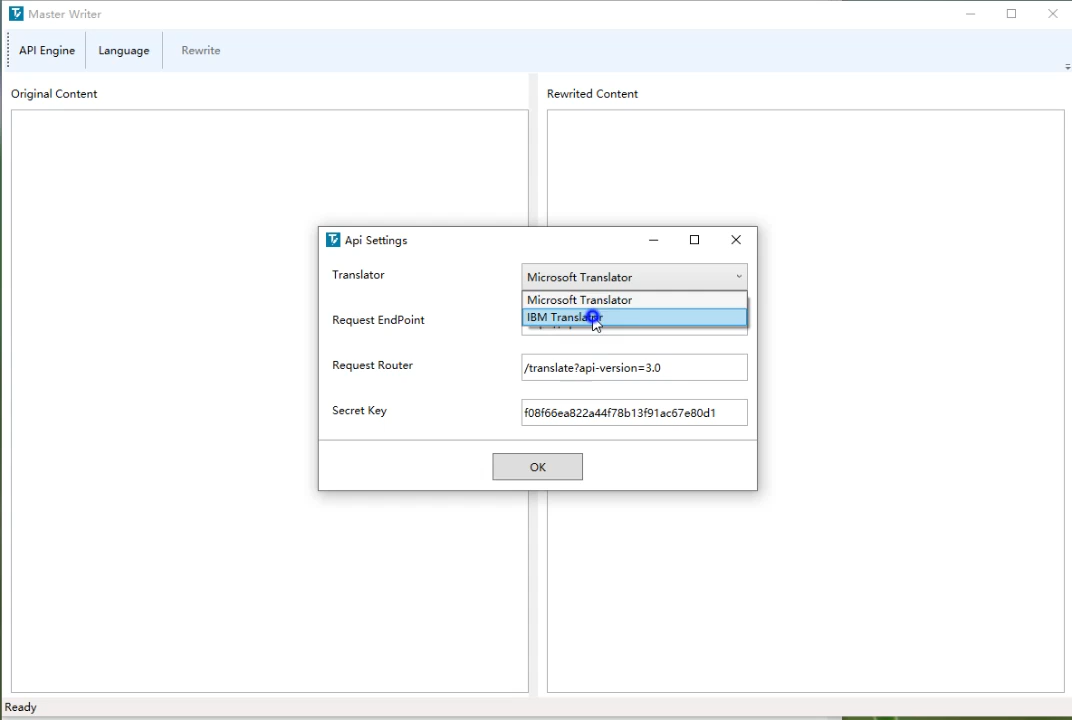 Master Writer
API Engine
Language
Rewrite
Original Content
Rewrited Content
Api Settings
Translator
Microsoft Translator
Microsoft Translator
IBM Translator
Request EndPoint
Request Router
/translate?api-version=3.0
Secret Key
f08f66ea822a44f78b13f91ac67e80d1
OK
Ready